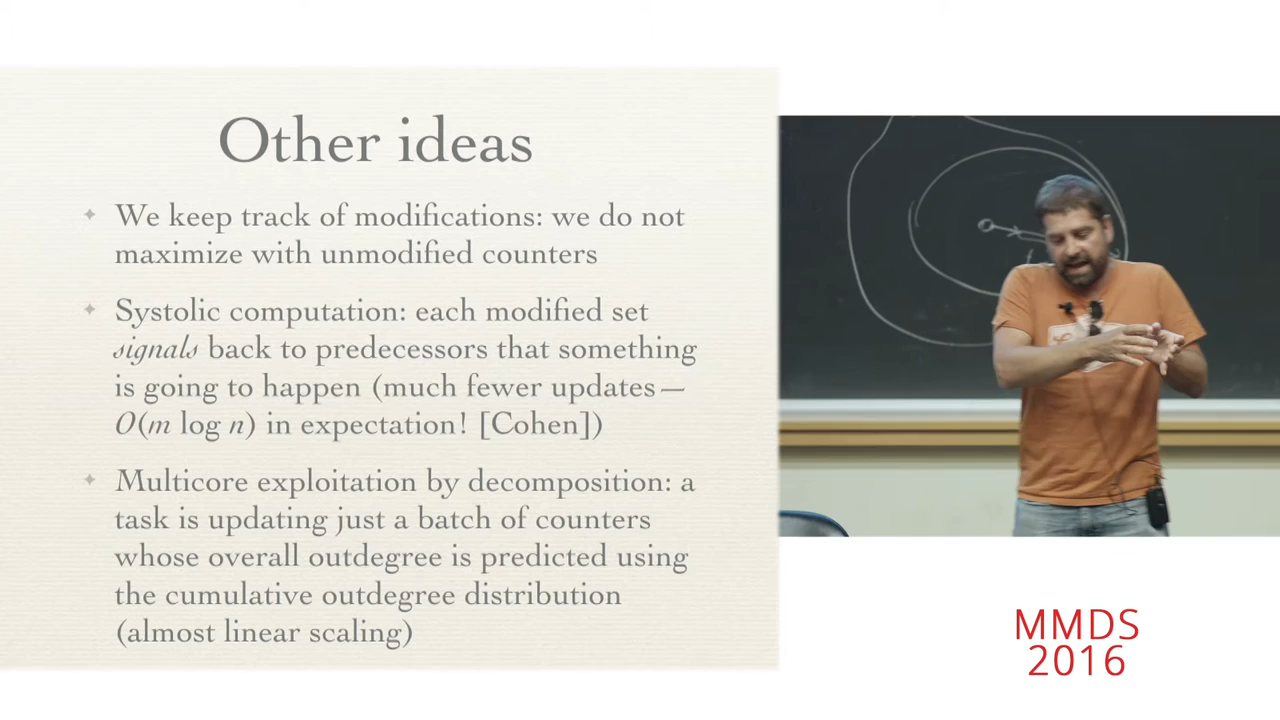 Other ideas
We keep track of modifications: we do not
maximize with unmodified counters
Systolic computation: each modified set
signals back to predecessors that something
is going to happen (much fewer updates—
O(m log n) in expectation! [Cohen])
Multicore exploitation by decomposition: a
task is updating just a batch of counters
whose overall outdegree is predicted using
the cumulative outdegree distribution
(almost linear scaling)
MMDS
2016